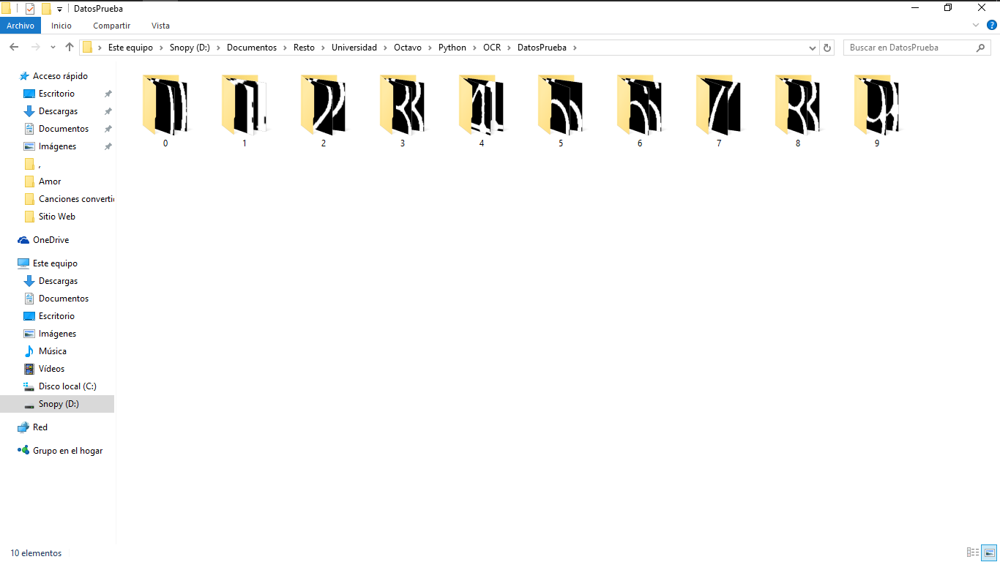 DatosPrueba
Archivo Inicio Compartir Vista
Este equipo > Snopy (D:) > Documentos > Resto > Universidad > Octavo > Python > OCR > DatosPrueba >
Buscar en DatosPrueba
Acceso rápido
Escritorio
Descargas
Documentos
Imágenes
,
Amor
Canciones convertic
Sitio Web
OneDrive
Este equipo
Descargas
Documentos
Escritorio
Imágenes
Música
Vídeos
Disco local (C:)
Snopy (D:)
Red
Grupo en el hogar
0 1 2 3 4 5 6 7 8 9
10 elementos